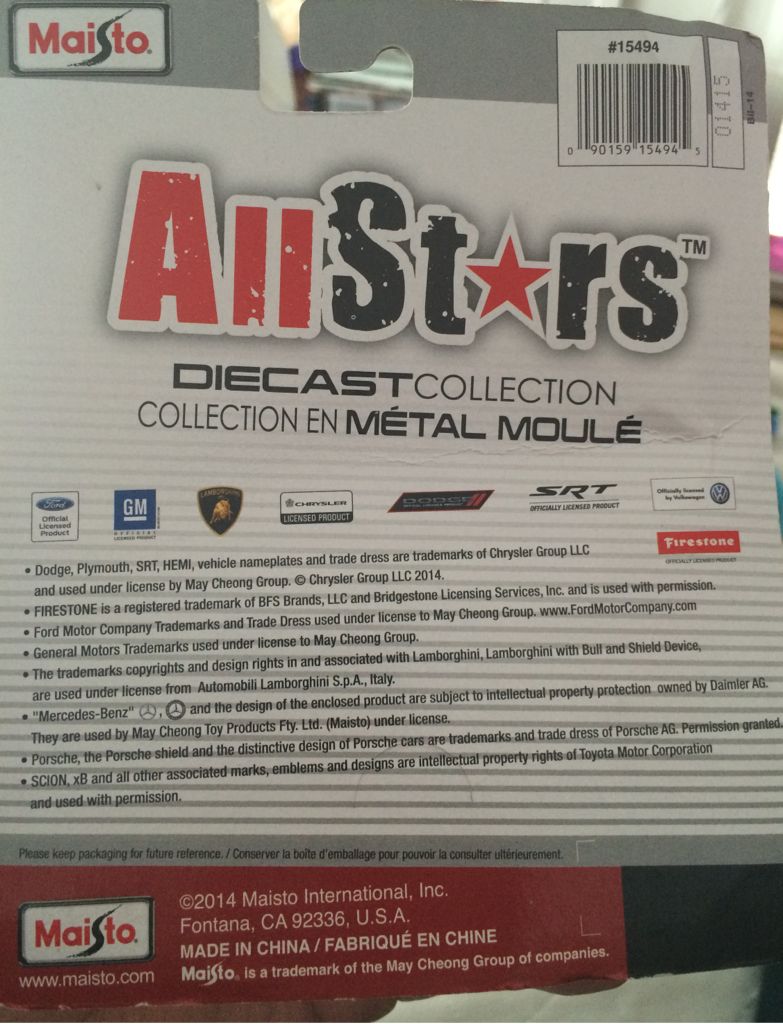 Maisto®
#15494
0 90159 15494 5
01415
Bil-14
AllStars™
DIECAST COLLECTION
COLLECTION EN MÉTAL MOULÉ
Ford
Official
Licensed
Product
GM
OFFICIAL
LICENSED PRODUCT
LAMBORGHINI
CHRYSLER
LICENSED PRODUCT
DODGE
SRT
OFFICIALLY LICENSED PRODUCT
Officially licensed
by Volkswagen
Firestone
OFFICIALLY LICENSED PRODUCT
• Dodge, Plymouth, SRT, HEMI, vehicle nameplates and trade dress are trademarks of Chrysler Group LLC
and used under license by May Cheong Group. © Chrysler Group LLC 2014.
• FIRESTONE is a registered trademark of BFS Brands, LLC and Bridgestone Licensing Services, Inc. and is used with permission.
• Ford Motor Company Trademarks and Trade Dress used under license to May Cheong Group. www.FordMotorCompany.com
• General Motors Trademarks used under license to May Cheong Group.
• The trademarks copyrights and design rights in and associated with Lamborghini, Lamborghini with Bull and Shield Device,
are used under license from Automobili Lamborghini S.p.A., Italy.
• "Mercedes-Benz" , and the design of the enclosed product are subject to intellectual property protection owned by Daimler AG.
They are used by May Cheong Toy Products Fty. Ltd. (Maisto) under license.
• Porsche, the Porsche shield and the distinctive design of Porsche cars are trademarks and trade dress of Porsche AG. Permission granted.
• SCION, xB and all other associated marks, emblems and designs are intellectual property rights of Toyota Motor Corporation
and used with permission.
Please keep packaging for future reference. / Conserver la boîte d'emballage pour pouvoir la consulter ultérieurement.
Maisto®
www.maisto.com
©2014 Maisto International, Inc.
Fontana, CA 92336, U.S.A.
MADE IN CHINA / FABRIQUÉ EN CHINE
Maisto® is a trademark of the May Cheong Group of companies.